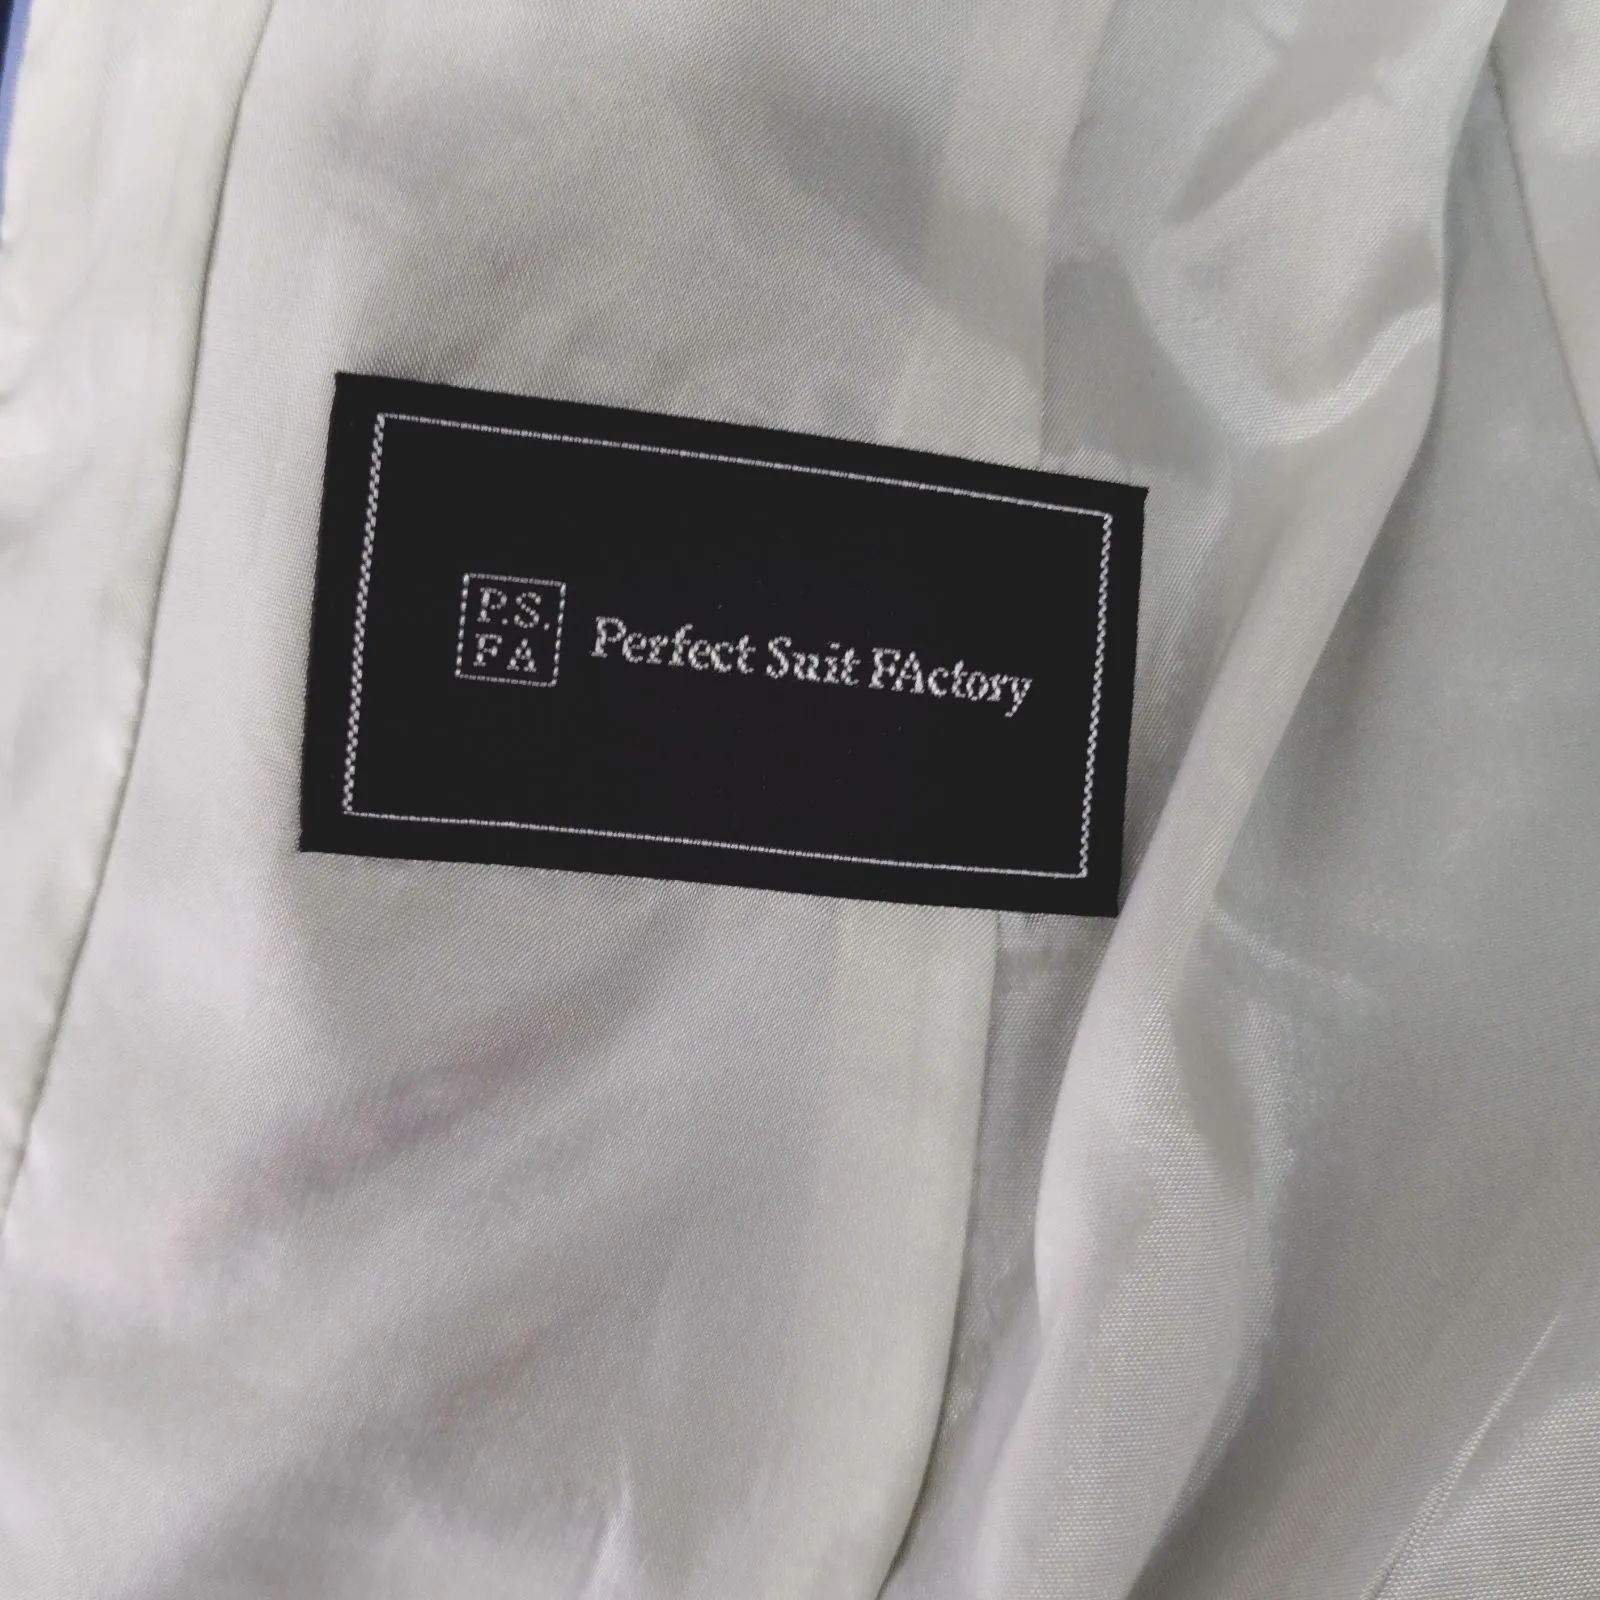 P.S.
FA
Perfect Suit FActory